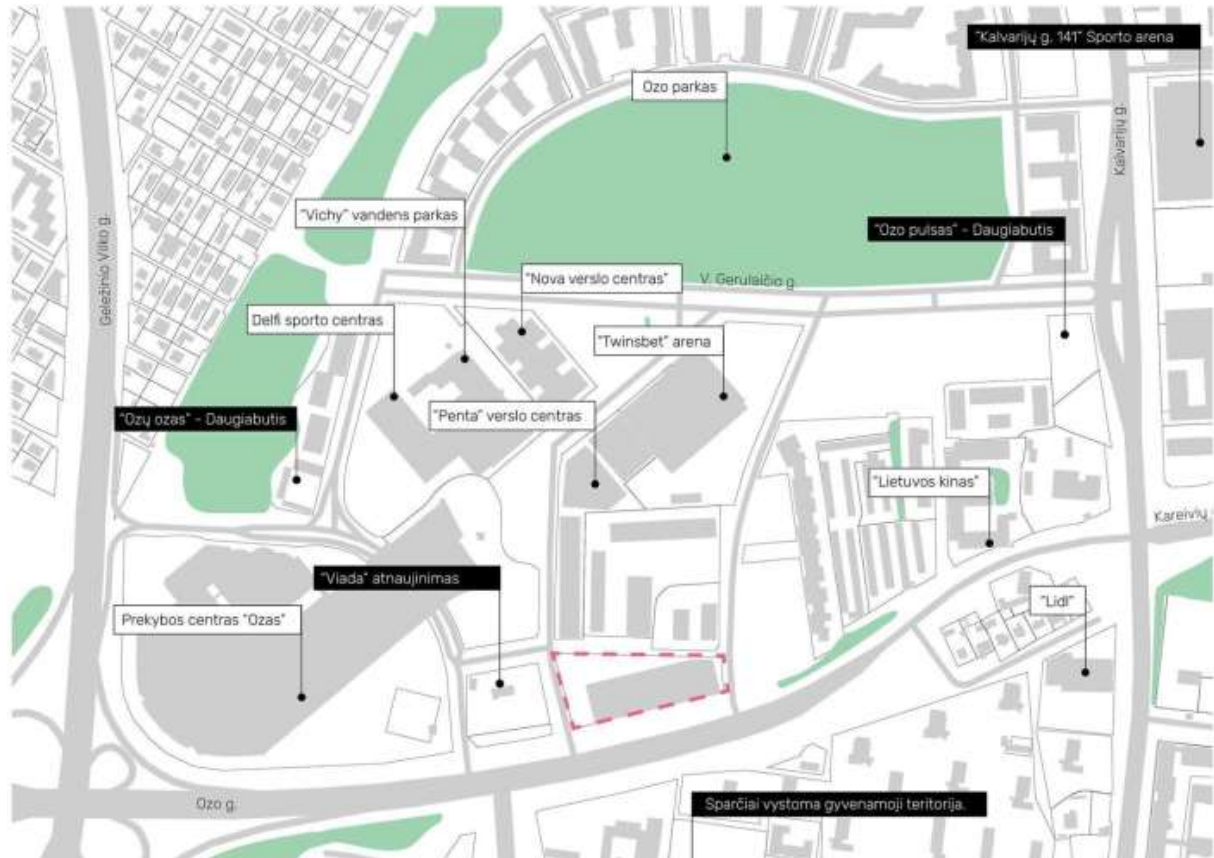 "Kalvarijų g. 141" Sporto arena
Ozo parkas
Kalvarijų g.
"Vichy" vandens parkas
"Ozo pulsas" - Daugiabutis
Geležinio Vilko g.
"Nova verslo centras"
V. Gerulaičio g
Delfi sporto centras
"Twinsbet" arena
"Ozų ozas" - Daugiabutis
"Penta" verslo centras
"Lietuvos kinas"
Kareivių
"Viada" atnaujinimas
"Lidl"
Prekybos centras "Ozas"
Ozo g.
Sparčiai vystoma gyvenamoji teritorija.